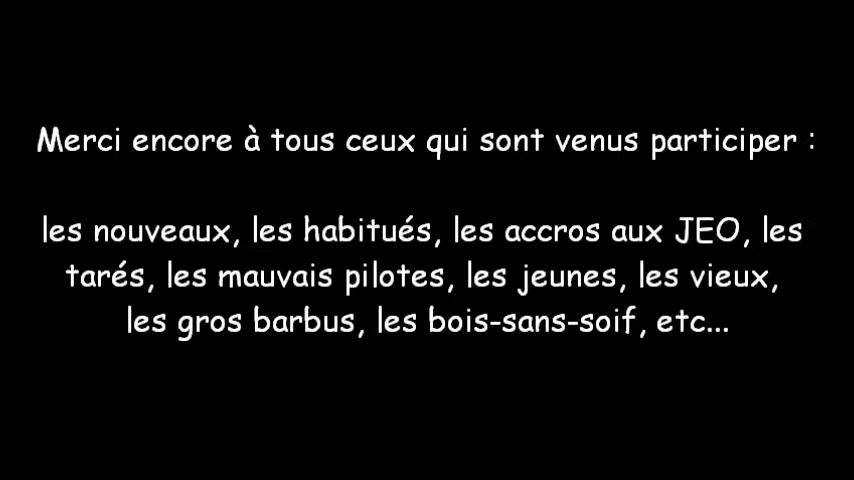 Merci encore à tous ceux qui sont venus participer :
les nouveaux, les habitués, les accros aux JEO, les
tarés, les mauvais pilotes, les jeunes, les vieux,
les gros barbus, les bois-sans-soif, etc...